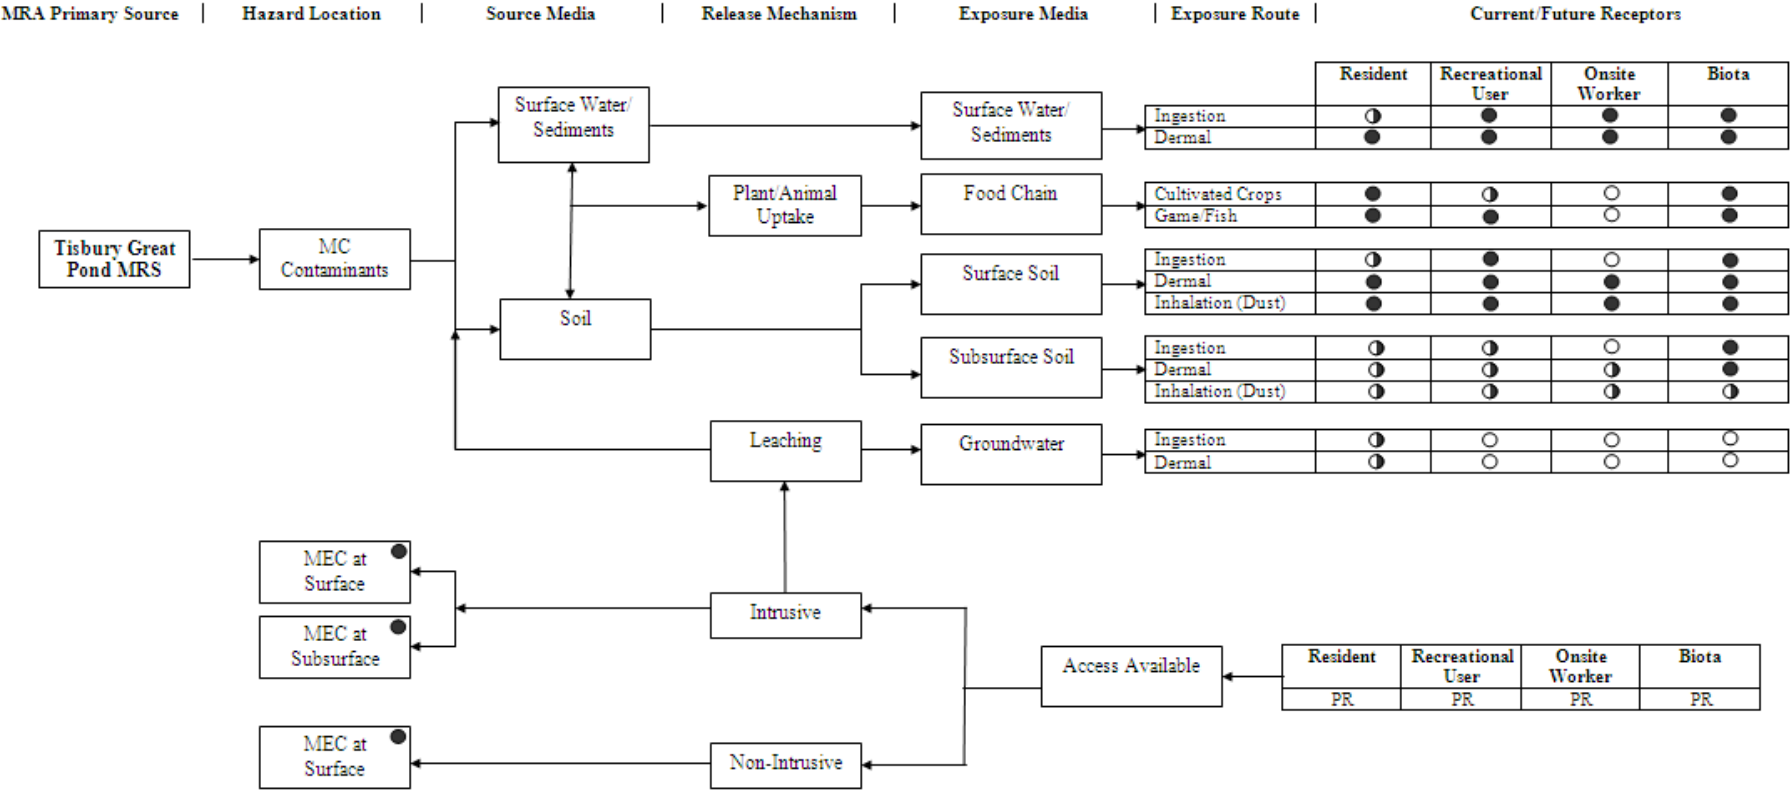 MRA Primary Source | Hazard Location | Source Media | Release Mechanism | Exposure Media | Exposure Route | Current/Future Receptors
Resident
Recreational
User
Onsite
Worker
Biota
Surface Water/
Sediments
Surface Water/
Sediments
Ingestion
Dermal
Plant/Animal
Uptake
Food Chain
Cultivated Crops
Game/Fish
Tisbury Great
Pond MRS
MC
Contaminants
Soil
Surface Soil
Ingestion
Dermal
Inhalation (Dust)
Subsurface Soil
Ingestion
Dermal
Inhalation (Dust)
Leaching
Groundwater
Ingestion
Dermal
MEC at
Surface
MEC at
Subsurface
Intrusive
Access Available
Resident
Recreational
User
Onsite
Worker
Biota
PR
PR
PR
PR
MEC at
Surface
Non-Intrusive